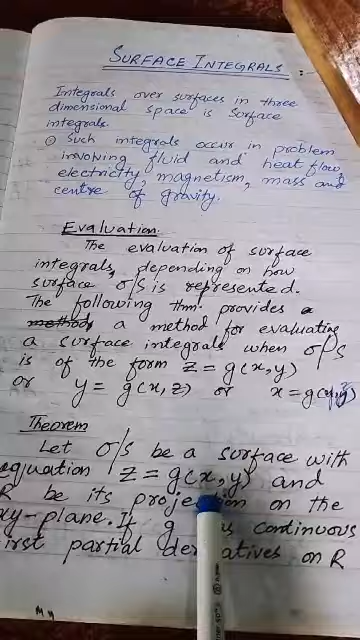 SURFACE INTEGRALS :-
Integrals over surfaces in three
dimensional space is Sorface
integrals.
Such integrals occur in problem
involving fluid and heat flow,
electricity, magnetism, mass and
centre of gravity.
Evaluation
The evaluation of surface
integrals, depending on how
surface σ/s is represented.
The following thm. provides a
method, a method for evaluating
a surface integrals when σ/s
is of the form z = g(x,y)
or y = g(x,z) or x = g(y,z)
Theorem
Let σ/s be a surface with
equation z = g(x,y) and
R be its projection on the
xy-plane. If g has continuous
first partial derivatives on R